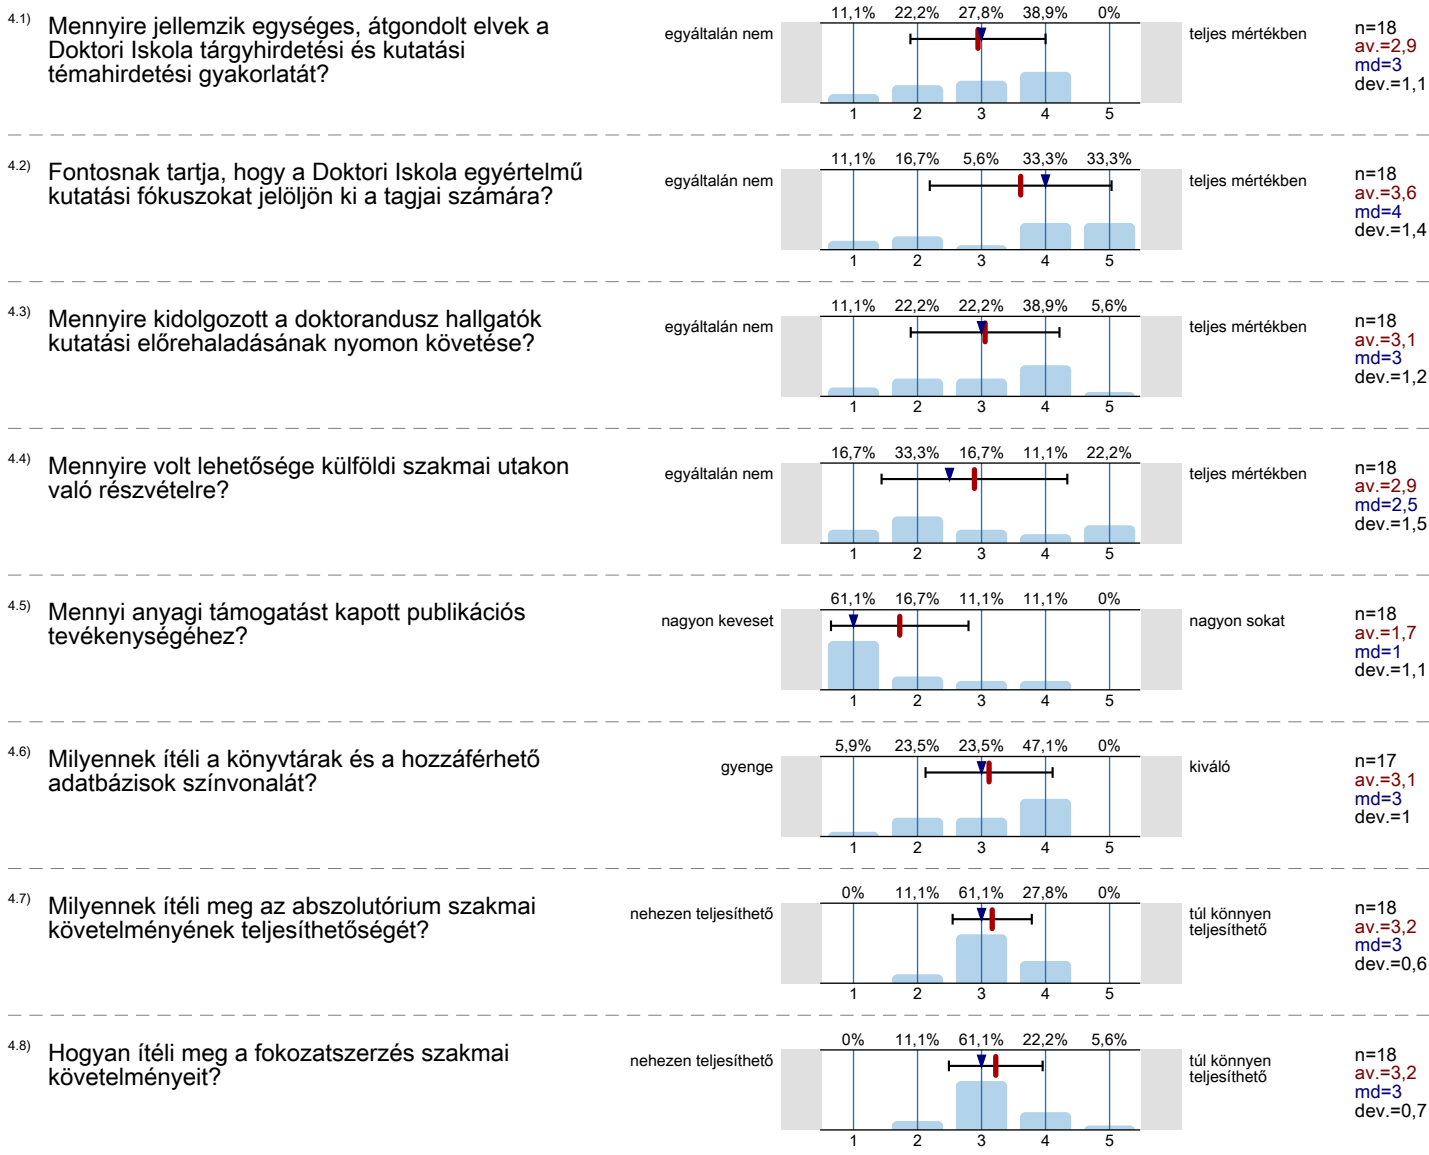 4.1) Mennyire jellemzik egységes, átgondolt elvek a
Doktori Iskola tárgyhirdetési és kutatási
témahirdetési gyakorlatát?
egyáltalán nem
11,1% 22,2% 27,8% 38,9% 0%
1 2 3 4 5
teljes mértékben
n=18
av.=2,9
md=3
dev.=1,1
4.2) Fontosnak tartja, hogy a Doktori Iskola egyértelmű
kutatási fókuszokat jelöljön ki a tagjai számára?
egyáltalán nem
11,1% 16,7% 5,6% 33,3% 33,3%
1 2 3 4 5
teljes mértékben
n=18
av.=3,6
md=4
dev.=1,4
4.3) Mennyire kidolgozott a doktorandusz hallgatók
kutatási előrehaladásának nyomon követése?
egyáltalán nem
11,1% 22,2% 22,2% 38,9% 5,6%
1 2 3 4 5
teljes mértékben
n=18
av.=3,1
md=3
dev.=1,2
4.4) Mennyire volt lehetősége külföldi szakmai utakon
való részvételre?
egyáltalán nem
16,7% 33,3% 16,7% 11,1% 22,2%
1 2 3 4 5
teljes mértékben
n=18
av.=2,9
md=2,5
dev.=1,5
4.5) Mennyi anyagi támogatást kapott publikációs
tevékenységéhez?
nagyon keveset
61,1% 16,7% 11,1% 11,1% 0%
1 2 3 4 5
nagyon sokat
n=18
av.=1,7
md=1
dev.=1,1
4.6) Milyennek ítéli a könyvtárak és a hozzáférhető
adatbázisok színvonalát?
gyenge
5,9% 23,5% 23,5% 47,1% 0%
1 2 3 4 5
kiváló
n=17
av.=3,1
md=3
dev.=1
4.7) Milyennek ítéli meg az abszolutórium szakmai
követelményének teljesíthetőségét?
nehezen teljesíthető
0% 11,1% 61,1% 27,8% 0%
1 2 3 4 5
túl könnyen
teljesíthető
n=18
av.=3,2
md=3
dev.=0,6
4.8) Hogyan ítéli meg a fokozatszerzés szakmai
követelményeit?
nehezen teljesíthető
0% 11,1% 61,1% 22,2% 5,6%
1 2 3 4 5
túl könnyen
teljesíthető
n=18
av.=3,2
md=3
dev.=0,7